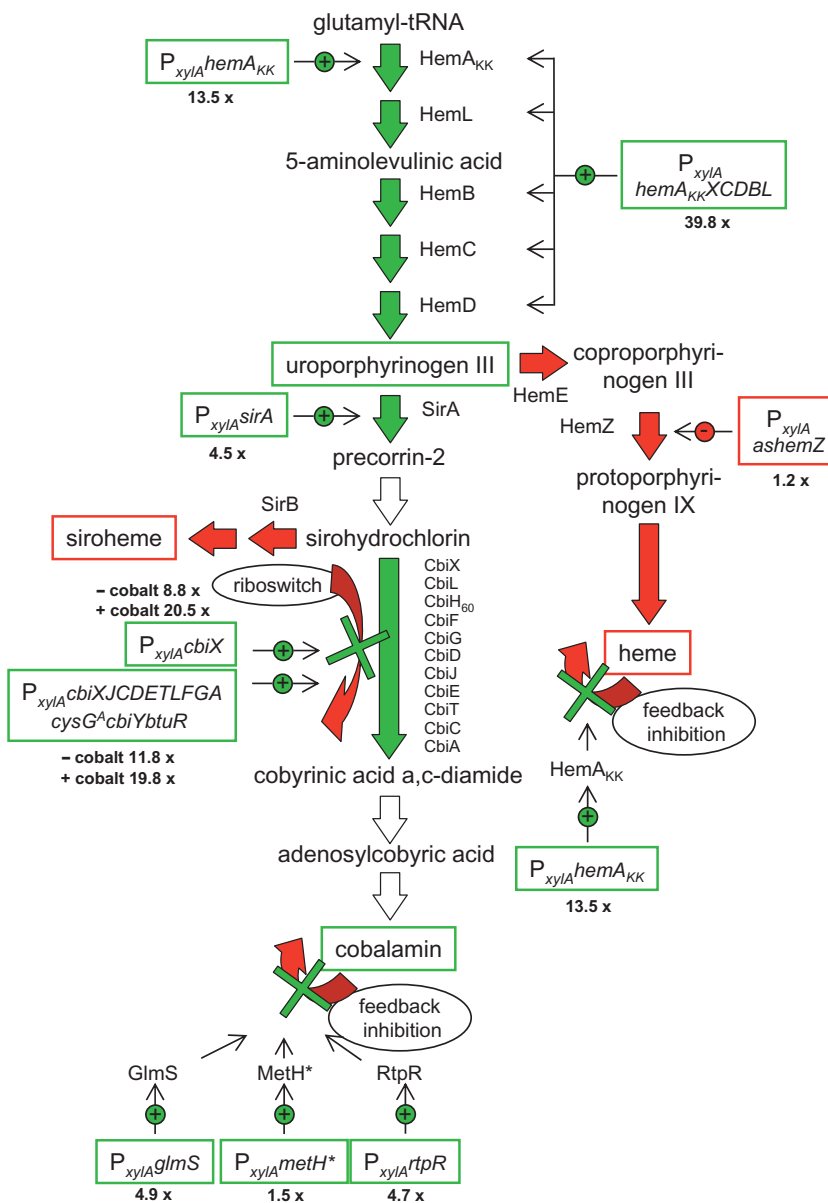 glutamyl-tRNA
PxylAhemAKK
+
13.5 x
HemAKK
HemL
5-aminolevulinic acid
HemB
HemC
HemD
+
PxylA
hemAKKXCDBL
39.8 x
uroporphyrinogen III
HemE
coproporphyri-
nogen III
PxylAsirA
+
4.5 x
SirA
precorrin-2
HemZ
-
PxylA
ashemZ
1.2 x
protoporphyri-
nogen IX
siroheme
SirB
sirohydrochlorin
riboswitch
– cobalt 8.8 x
+ cobalt 20.5 x
PxylAcbiX
+
PxylAcbiXJCDETLFGA
cysGAcbiYbtuR
+
– cobalt 11.8 x
+ cobalt 19.8 x
CbiX
CbiL
CbiH60
CbiF
CbiG
CbiD
CbiJ
CbiE
CbiT
CbiC
CbiA
heme
feedback
inhibition
HemAKK
+
PxylAhemAKK
13.5 x
cobyrinic acid a,c-diamide
adenosylcobyric acid
cobalamin
feedback
inhibition
GlmS
MetH*
RtpR
+
+
+
PxylAglmS
PxylAmetH*
PxylArtpR
4.9 x
1.5 x
4.7 x